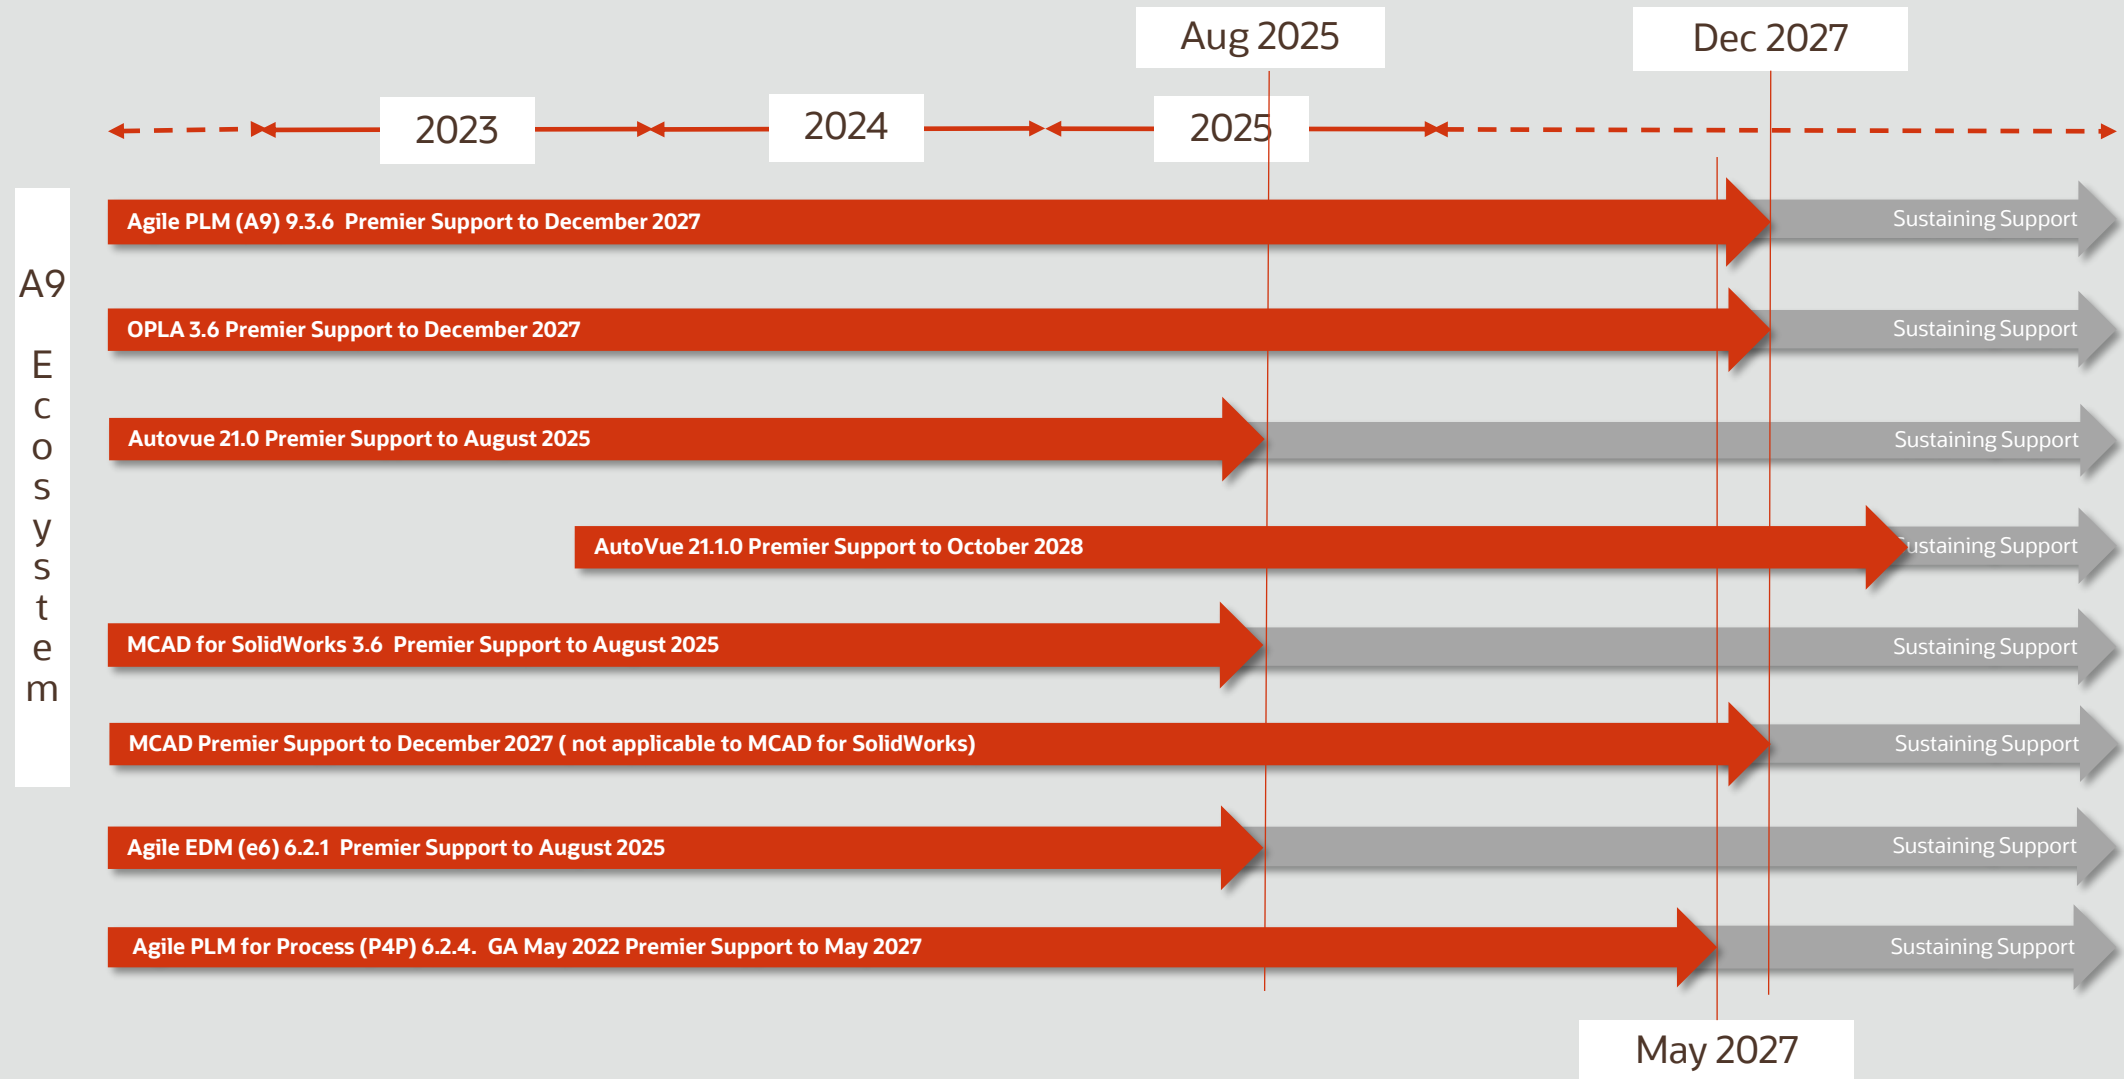 Aug 2025
Dec 2027
2023
2024
2025
A9
Ecosystem
Agile PLM (A9) 9.3.6 Premier Support to December 2027
Sustaining Support
OPLA 3.6 Premier Support to December 2027
Sustaining Support
Autovue 21.0 Premier Support to August 2025
Sustaining Support
AutoVue 21.1.0 Premier Support to October 2028
Sustaining Support
MCAD for SolidWorks 3.6 Premier Support to August 2025
Sustaining Support
MCAD Premier Support to December 2027 ( not applicable to MCAD for SolidWorks)
Sustaining Support
Agile EDM (e6) 6.2.1 Premier Support to August 2025
Sustaining Support
Agile PLM for Process (P4P) 6.2.4. GA May 2022 Premier Support to May 2027
Sustaining Support
May 2027